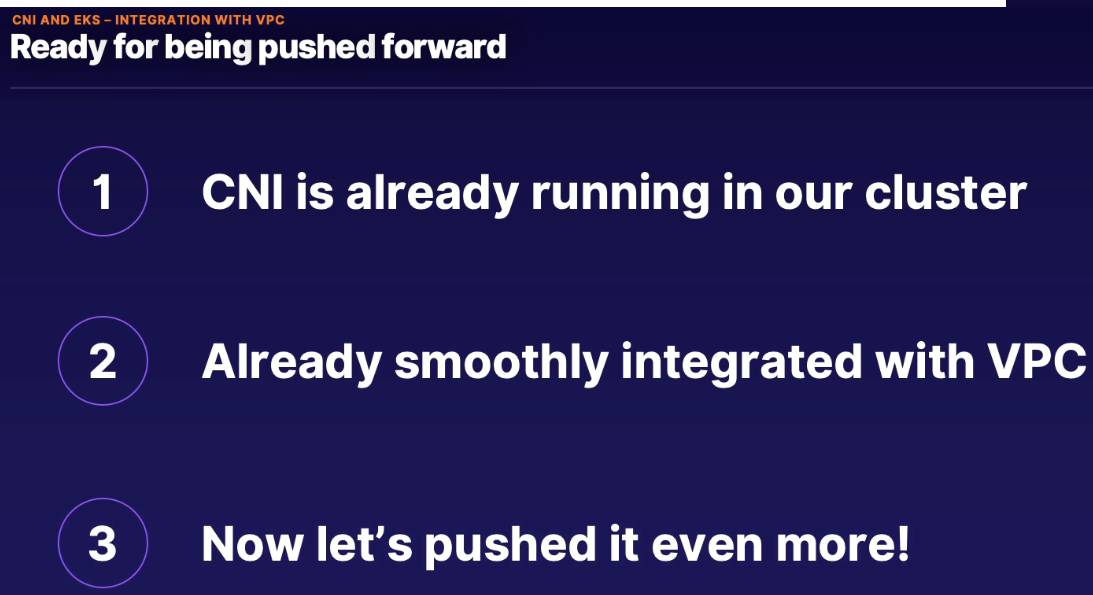 CNI AND EKS – INTEGRATION WITH VPC
Ready for being pushed forward
1
CNI is already running in our cluster
2
Already smoothly integrated with VPC
3
Now let’s pushed it even more!